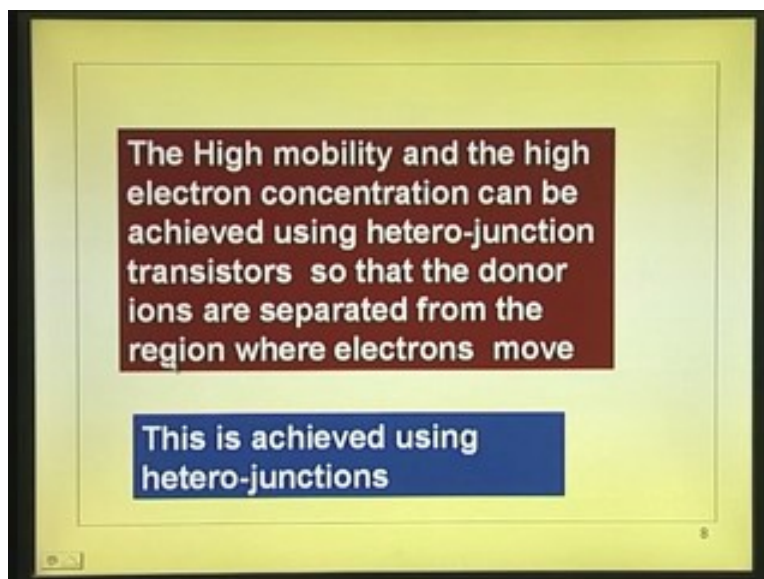 The High mobility and the high
electron concentration can be
achieved using hetero-junction
transistors so that the donor
ions are separated from the
region where electrons move
This is achieved using
hetero-junctions
8